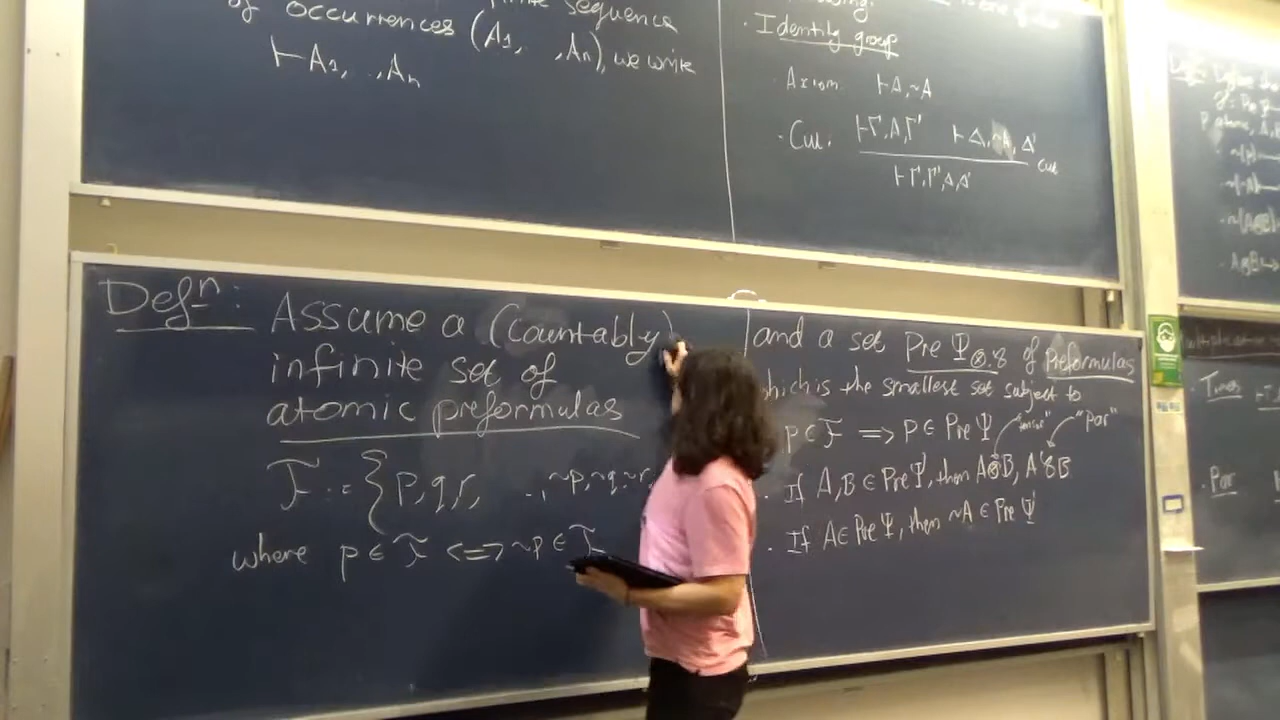 of occurrences (A₁, ,Aₙ), we write
⊢A₁, ..,Aₙ
Identity group
Axiom. ⊢A,~A
Cut. ⊢Γ,A,Γ' ⊢Δ,~A,Δ'
cut
⊢Γ,Γ',Δ,Δ'
Defⁿ: Assume a (countably)
infinite set of
atomic preformulas
F := { p,q,r, ..,~p,~q,~r,
where p ∈ F <=> ~p ∈ F
and a set Pre Ψ⊗,⅋ of Preformulas
which is the smallest set subject to
p ∈ F => p ∈ Pre Ψ "tensor" "par"
· If A,B ∈ Pre Ψ, then A⊗B, A⅋B
· If A ∈ Pre Ψ, then ~A ∈ Pre Ψ
Par